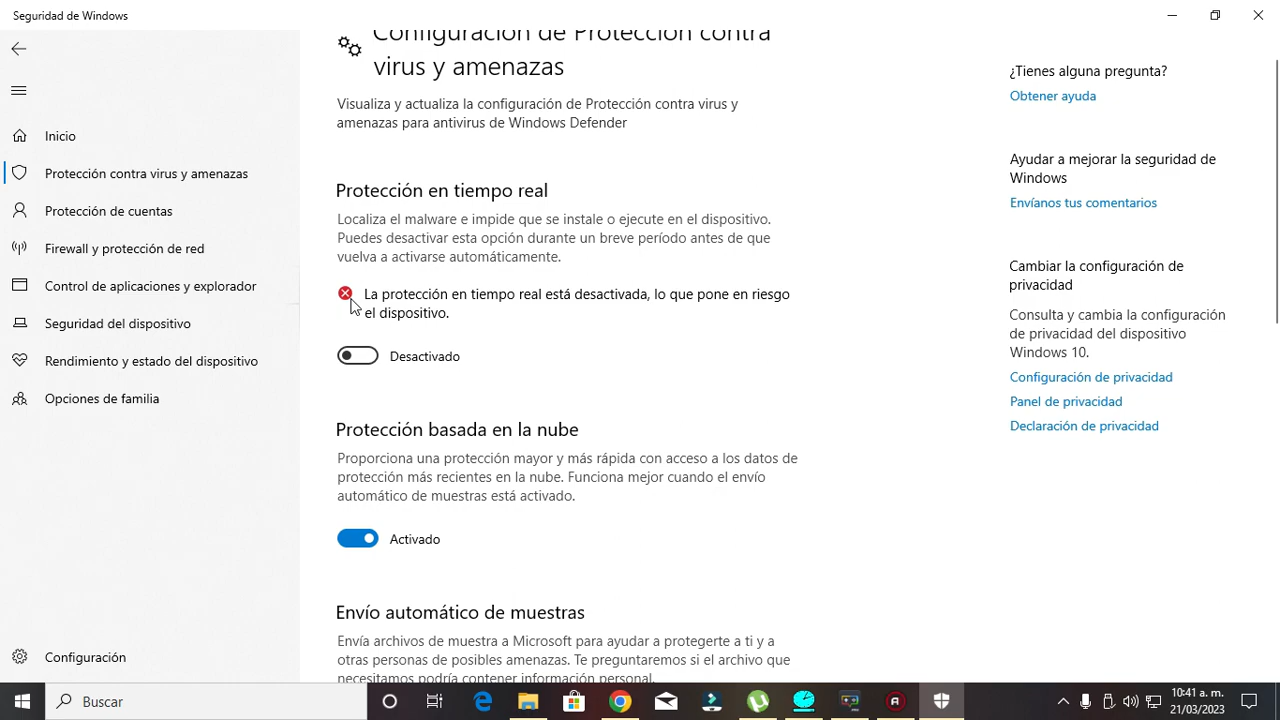 Seguridad de Windows
Inicio
Protección contra virus y amenazas
Protección de cuentas
Firewall y protección de red
Control de aplicaciones y explorador
Seguridad del dispositivo
Rendimiento y estado del dispositivo
Opciones de familia
Configuración
Configuración de Protección contra
virus y amenazas
Visualiza y actualiza la configuración de Protección contra virus y
amenazas para antivirus de Windows Defender
Protección en tiempo real
Localiza el malware e impide que se instale o ejecute en el dispositivo.
Puedes desactivar esta opción durante un breve período antes de que
vuelva a activarse automáticamente.
La protección en tiempo real está desactivada, lo que pone en riesgo
el dispositivo.
Desactivado
Protección basada en la nube
Proporciona una protección mayor y más rápida con acceso a los datos de
protección más recientes en la nube. Funciona mejor cuando el envío
automático de muestras está activado.
Activado
Envío automático de muestras
Envía archivos de muestra a Microsoft para ayudar a protegerte a ti y a
otras personas de posibles amenazas. Te preguntaremos si el archivo que
necesitamos podría contener información personal.
¿Tienes alguna pregunta?
Obtener ayuda
Ayudar a mejorar la seguridad de
Windows
Envíanos tus comentarios
Cambiar la configuración de
privacidad
Consulta y cambia la configuración
de privacidad del dispositivo
Windows 10.
Configuración de privacidad
Panel de privacidad
Declaración de privacidad
Buscar
10:41 a. m.
21/03/2023